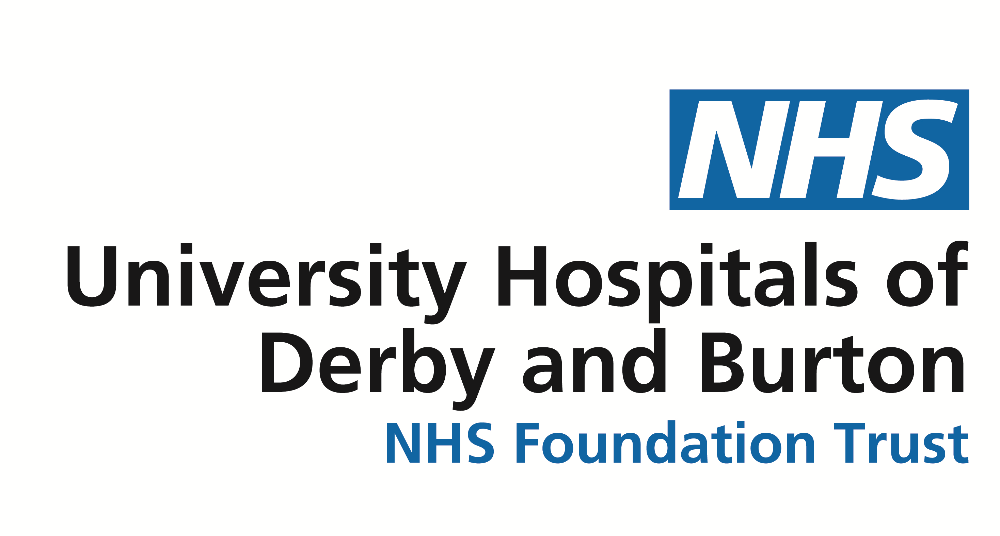 NHS
University Hospitals of
Derby and Burton
NHS Foundation Trust